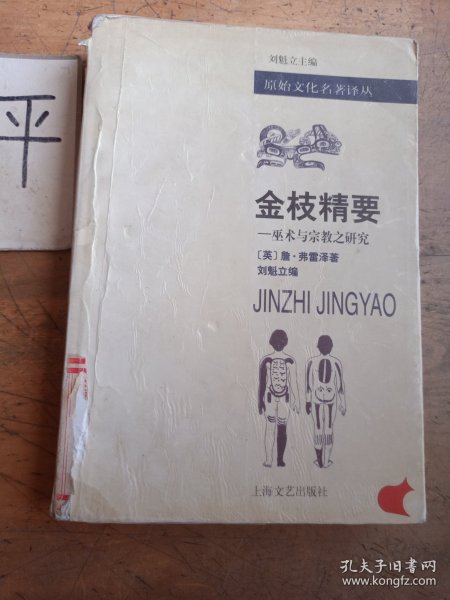 平
刘魁立主编
原始文化名著译丛
金枝精要
—巫术与宗教之研究
〔英〕詹·弗雷泽著
刘魁立编
JINZHI JINGYAO
上海文艺出版社
孔夫子旧书网
www.kongfz.com